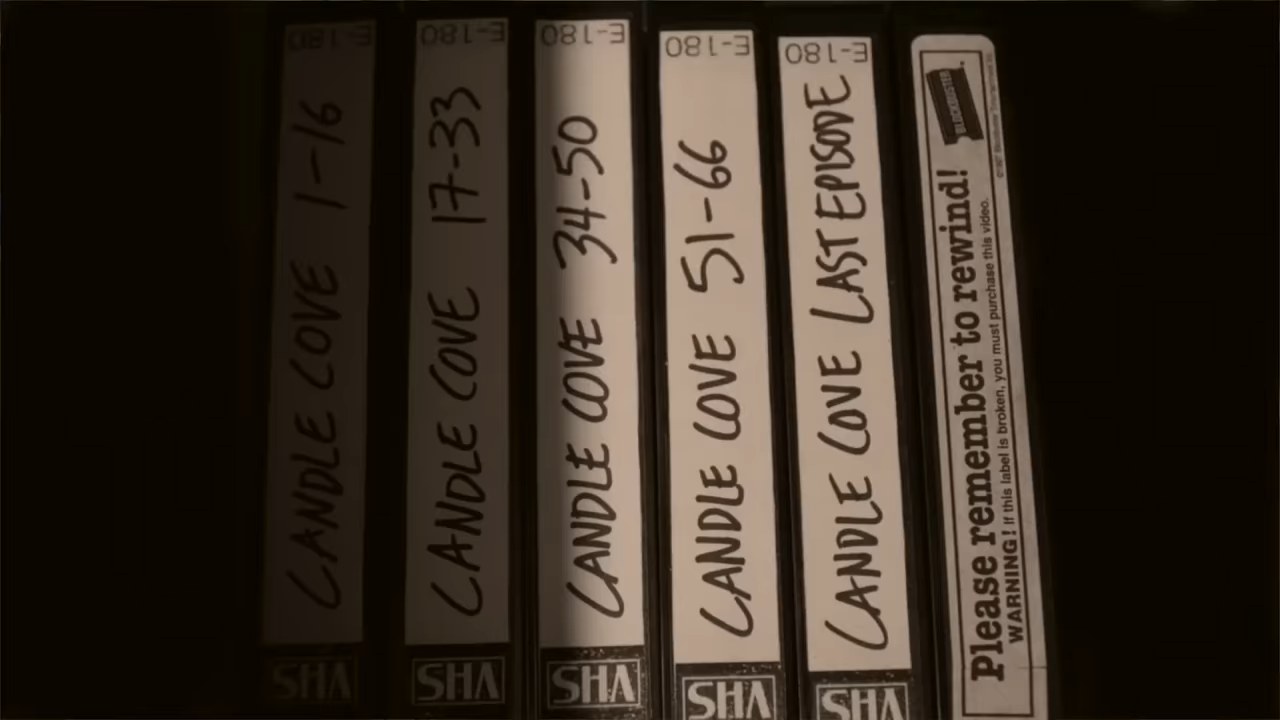 E-180
CANDLE COVE 1-16
VHS
E-180
CANDLE COVE 17-33
VHS
E-180
CANDLE COVE 34-50
VHS
E-180
CANDLE COVE 51-66
VHS
E-180
CANDLE COVE LAST EPISODE
VHS
BLOCKBUSTER
Please remember to rewind!
WARNING! If this label is broken, you must purchase this video.